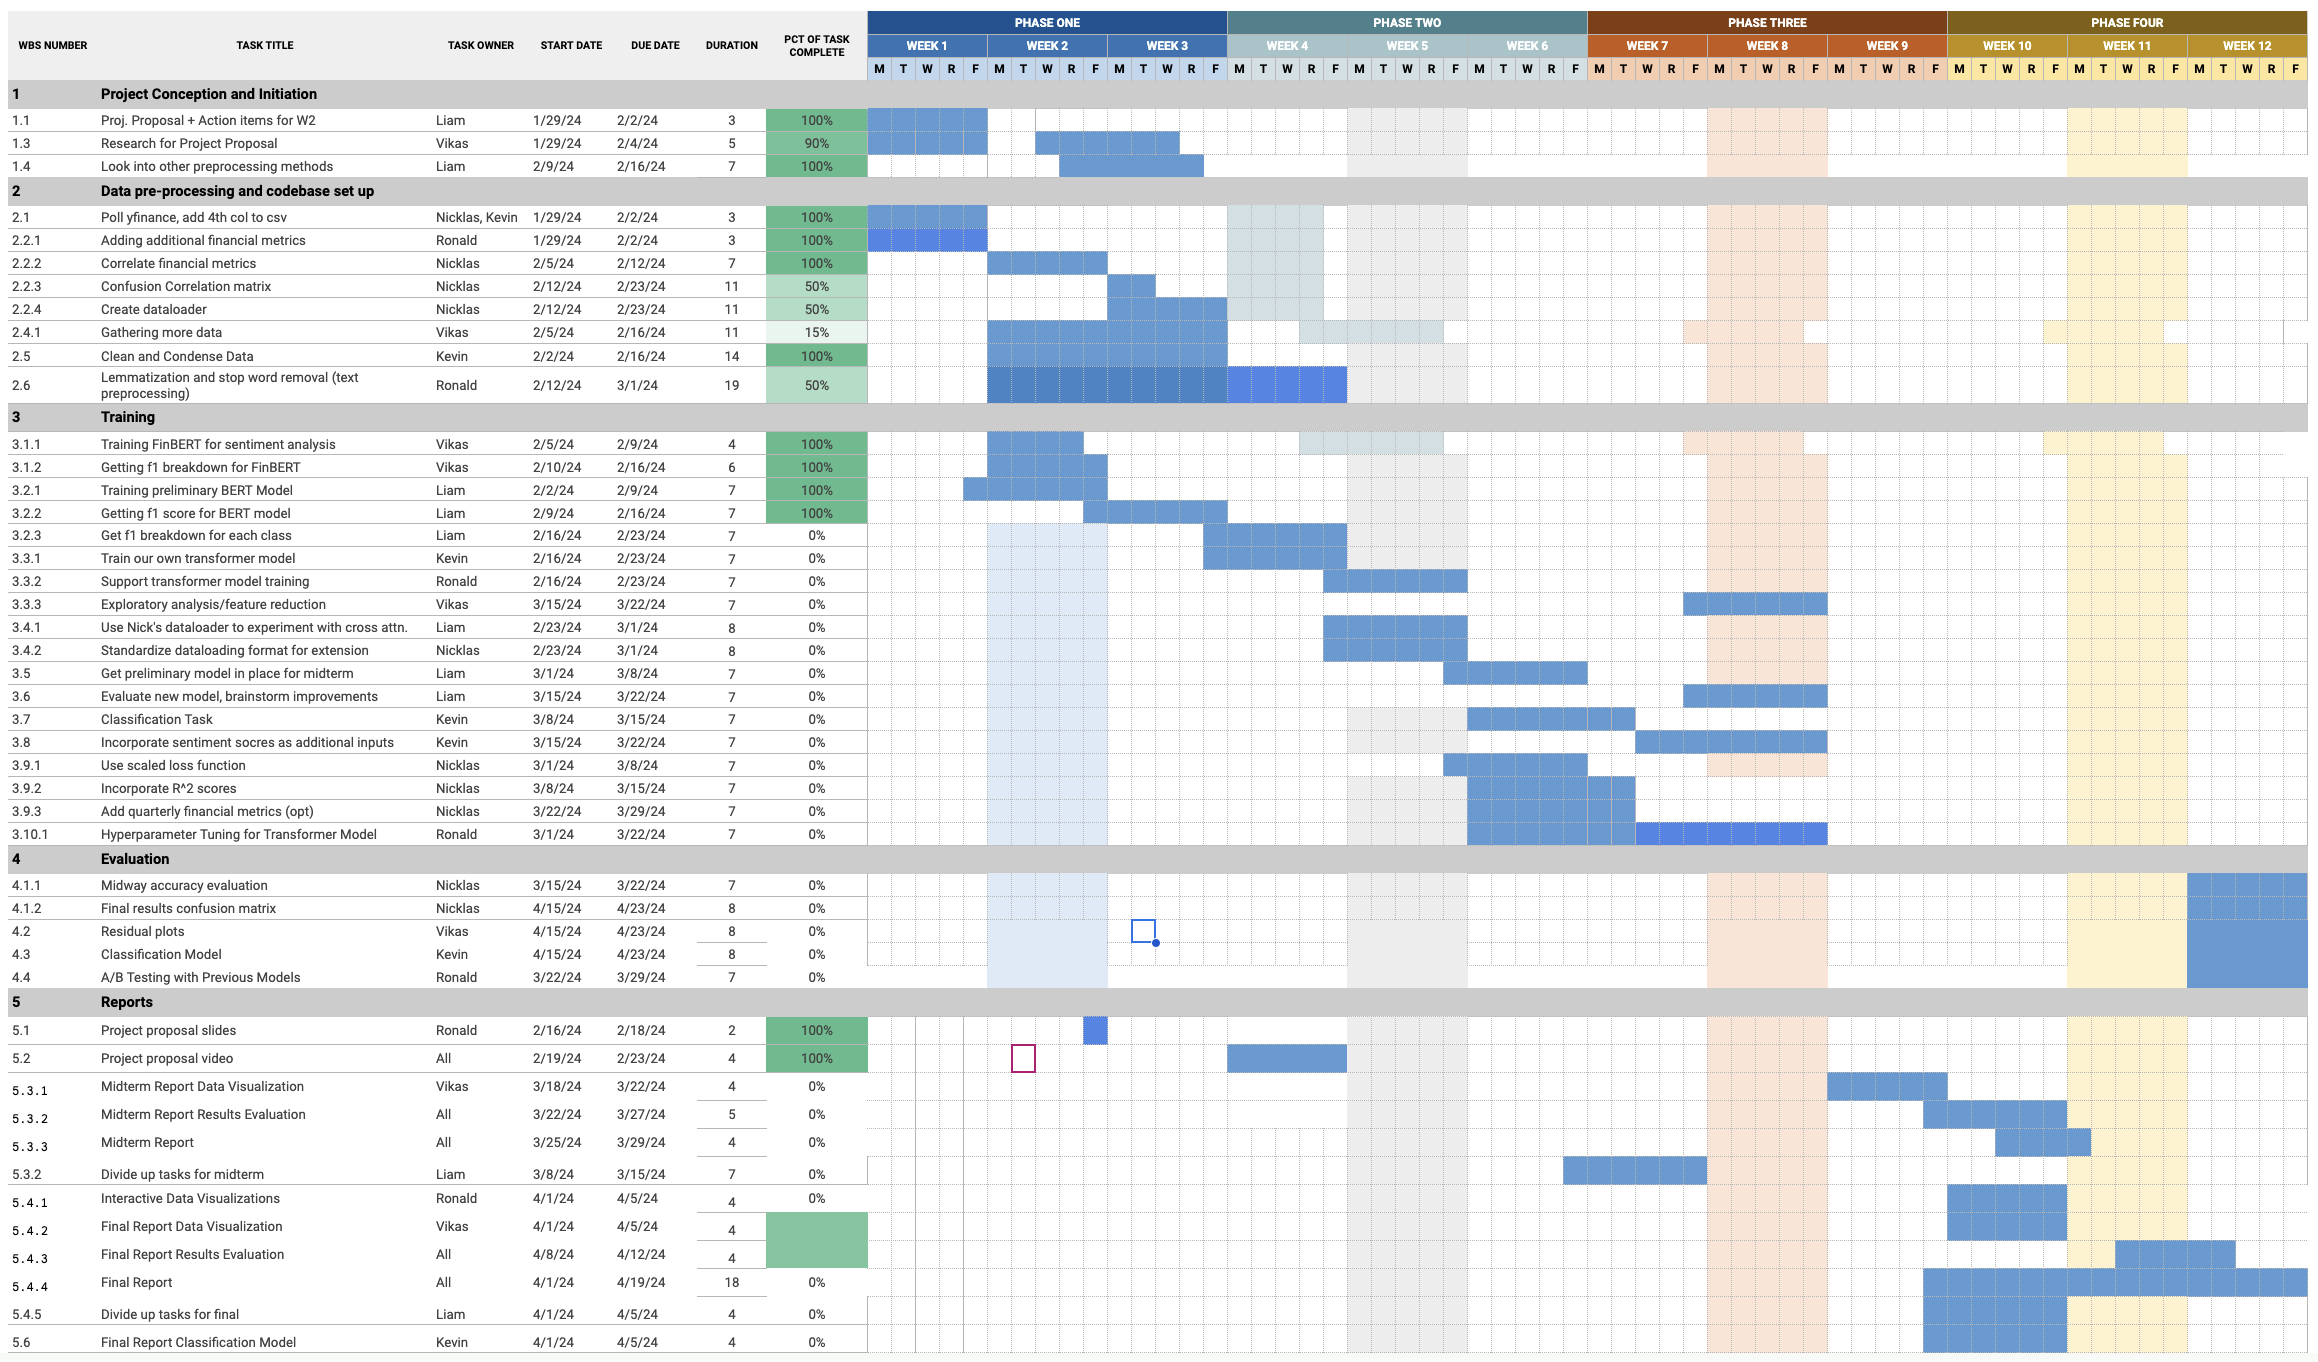 PHASE ONE PHASE TWO PHASE THREE PHASE FOUR
WBS NUMBER TASK TITLE TASK OWNER START DATE DUE DATE DURATION PCT OF TASK COMPLETE WEEK 1 WEEK 2 WEEK 3 WEEK 4 WEEK 5 WEEK 6 WEEK 7 WEEK 8 WEEK 9 WEEK 10 WEEK 11 WEEK 12
M T W R F M T W R F M T W R F M T W R F M T W R F M T W R F M T W R F M T W R F M T W R F M T W R F M T W R F M T W R F
1 Project Conception and Initiation
1.1 Proj. Proposal + Action items for W2 Liam 1/29/24 2/2/24 3 100%
1.3 Research for Project Proposal Vikas 1/29/24 2/4/24 5 90%
1.4 Look into other preprocessing methods Liam 2/9/24 2/16/24 7 100%
2 Data pre-processing and codebase set up
2.1 Poll yfinance, add 4th col to csv Nicklas, Kevin 1/29/24 2/2/24 3 100%
2.2.1 Adding additional financial metrics Ronald 1/29/24 2/2/24 3 100%
2.2.2 Correlate financial metrics Nicklas 2/5/24 2/12/24 7 100%
2.2.3 Confusion Correlation matrix Nicklas 2/12/24 2/23/24 11 50%
2.2.4 Create dataloader Nicklas 2/12/24 2/23/24 11 50%
2.4.1 Gathering more data Vikas 2/5/24 2/16/24 11 15%
2.5 Clean and Condense Data Kevin 2/2/24 2/16/24 14 100%
2.6 Lemmatization and stop word removal (text preprocessing) Ronald 2/12/24 3/1/24 19 50%
3 Training
3.1.1 Training FinBERT for sentiment analysis Vikas 2/5/24 2/9/24 4 100%
3.1.2 Getting f1 breakdown for FinBERT Vikas 2/10/24 2/16/24 6 100%
3.2.1 Training preliminary BERT Model Liam 2/2/24 2/9/24 7 100%
3.2.2 Getting f1 score for BERT model Liam 2/9/24 2/16/24 7 100%
3.2.3 Get f1 breakdown for each class Liam 2/16/24 2/23/24 7 0%
3.3.1 Train our own transformer model Kevin 2/16/24 2/23/24 7 0%
3.3.2 Support transformer model training Ronald 2/16/24 2/23/24 7 0%
3.3.3 Exploratory analysis/feature reduction Vikas 3/15/24 3/22/24 7 0%
3.4.1 Use Nick's dataloader to experiment with cross attn. Liam 2/23/24 3/1/24 8 0%
3.4.2 Standardize dataloading format for extension Nicklas 2/23/24 3/1/24 8 0%
3.5 Get preliminary model in place for midterm Liam 3/1/24 3/8/24 7 0%
3.6 Evaluate new model, brainstorm improvements Liam 3/15/24 3/22/24 7 0%
3.7 Classification Task Kevin 3/8/24 3/15/24 7 0%
3.8 Incorporate sentiment socres as additional inputs Kevin 3/15/24 3/22/24 7 0%
3.9.1 Use scaled loss function Nicklas 3/1/24 3/8/24 7 0%
3.9.2 Incorporate R^2 scores Nicklas 3/8/24 3/15/24 7 0%
3.9.3 Add quarterly financial metrics (opt) Nicklas 3/22/24 3/29/24 7 0%
3.10.1 Hyperparameter Tuning for Transformer Model Ronald 3/1/24 3/22/24 7 0%
4 Evaluation
4.1.1 Midway accuracy evaluation Nicklas 3/15/24 3/22/24 7 0%
4.1.2 Final results confusion matrix Nicklas 4/15/24 4/23/24 8 0%
4.2 Residual plots Vikas 4/15/24 4/23/24 8 0%
4.3 Classification Model Kevin 4/15/24 4/23/24 8 0%
4.4 A/B Testing with Previous Models Ronald 3/22/24 3/29/24 7 0%
5 Reports
5.1 Project proposal slides Ronald 2/16/24 2/18/24 2 100%
5.2 Project proposal video All 2/19/24 2/23/24 4 100%
5.3.1 Midterm Report Data Visualization Vikas 3/18/24 3/22/24 4 0%
5.3.2 Midterm Report Results Evaluation All 3/22/24 3/27/24 5 0%
5.3.3 Midterm Report All 3/25/24 3/29/24 4 0%
5.3.2 Divide up tasks for midterm Liam 3/8/24 3/15/24 7 0%
5.4.1 Interactive Data Visualizations Ronald 4/1/24 4/5/24 4 0%
5.4.2 Final Report Data Visualization Vikas 4/1/24 4/5/24 4
5.4.3 Final Report Results Evaluation All 4/8/24 4/12/24 4
5.4.4 Final Report All 4/1/24 4/19/24 18 0%
5.4.5 Divide up tasks for final Liam 4/1/24 4/5/24 4 0%
5.6 Final Report Classification Model Kevin 4/1/24 4/5/24 4 0%